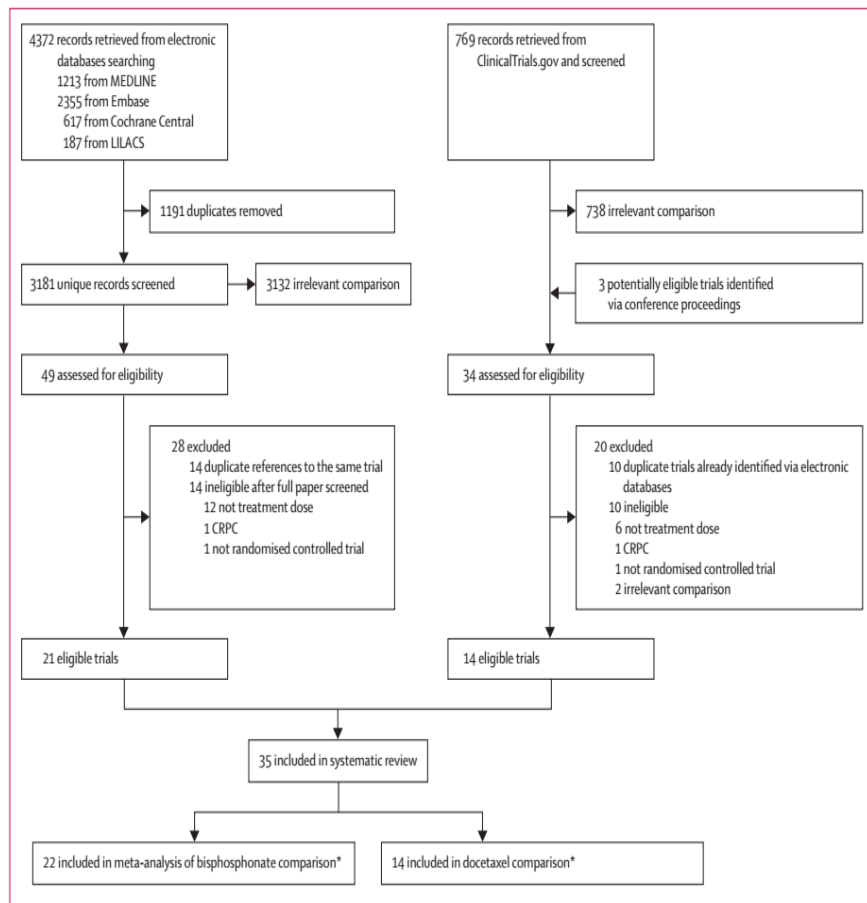 4372 records retrieved from electronic
databases searching
1213 from MEDLINE
2355 from Embase
617 from Cochrane Central
187 from LILACS
769 records retrieved from
ClinicalTrials.gov and screened
1191 duplicates removed
738 irrelevant comparison
3181 unique records screened
3132 irrelevant comparison
3 potentially eligible trials identified
via conference proceedings
49 assessed for eligibility
34 assessed for eligibility
28 excluded
14 duplicate references to the same trial
14 ineligible after full paper screened
12 not treatment dose
1 CRPC
1 not randomised controlled trial
20 excluded
10 duplicate trials already identified via electronic
databases
10 ineligible
6 not treatment dose
1 CRPC
1 not randomised controlled trial
2 irrelevant comparison
21 eligible trials
14 eligible trials
35 included in systematic review
22 included in meta-analysis of bisphosphonate comparison*
14 included in docetaxel comparison*